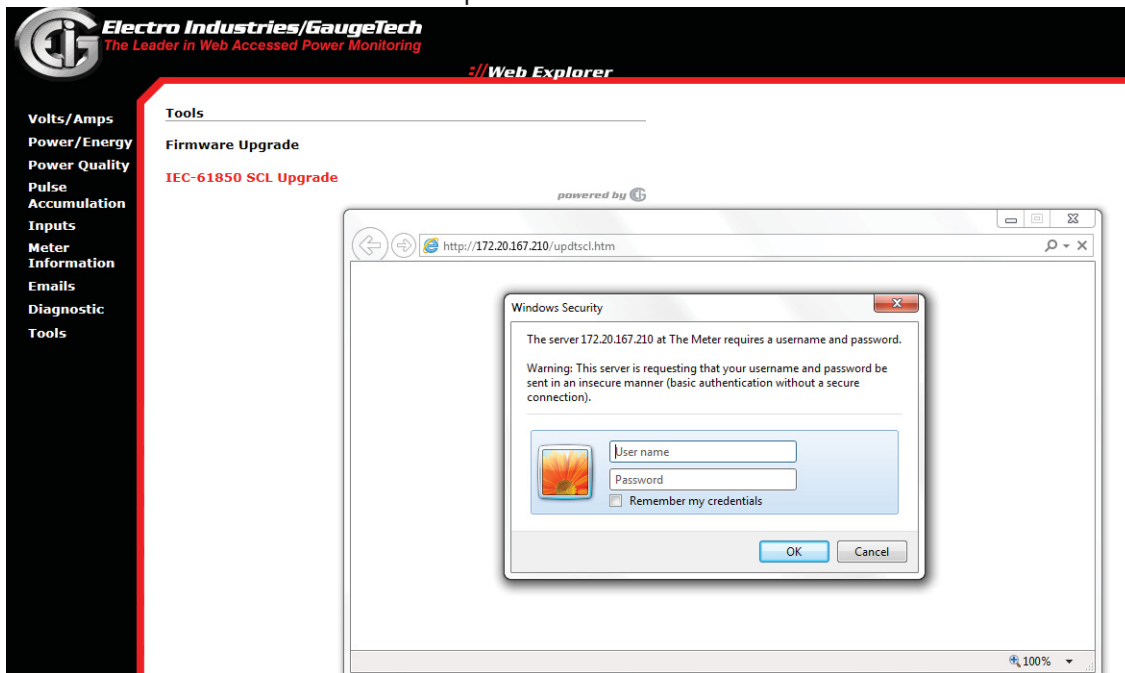 Electro Industries/GaugeTech
The Leader in Web Accessed Power Monitoring
://Web Explorer
Volts/Amps
Power/Energy
Power Quality
Pulse
Accumulation
Inputs
Meter
Information
Emails
Diagnostic
Tools
Tools
Firmware Upgrade
IEC-61850 SCL Upgrade
powered by EIG
http://172.20.167.210/updtscl.htm
Windows Security
The server 172.20.167.210 at The Meter requires a username and password.
Warning: This server is requesting that your username and password be
sent in an insecure manner (basic authentication without a secure
connection).
User name
Password
Remember my credentials
OK
Cancel
100%